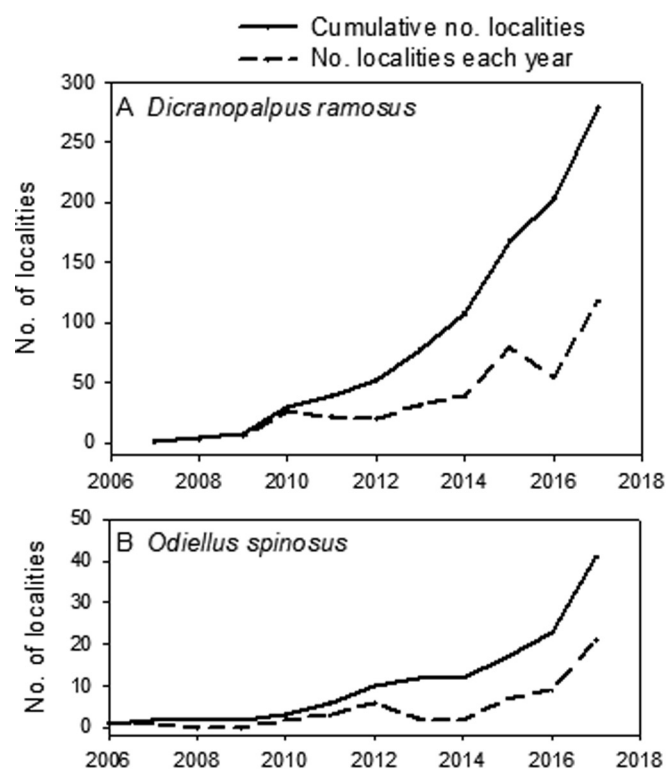 Cumulative no. localities
No. localities each year
A Dicranopalpus ramosus
No. of localities
300
250
200
150
100
50
0
2006 2008 2010 2012 2014 2016 2018
B Odiellus spinosus
No. of localities
50
40
30
20
10
0
2006 2008 2010 2012 2014 2016 2018